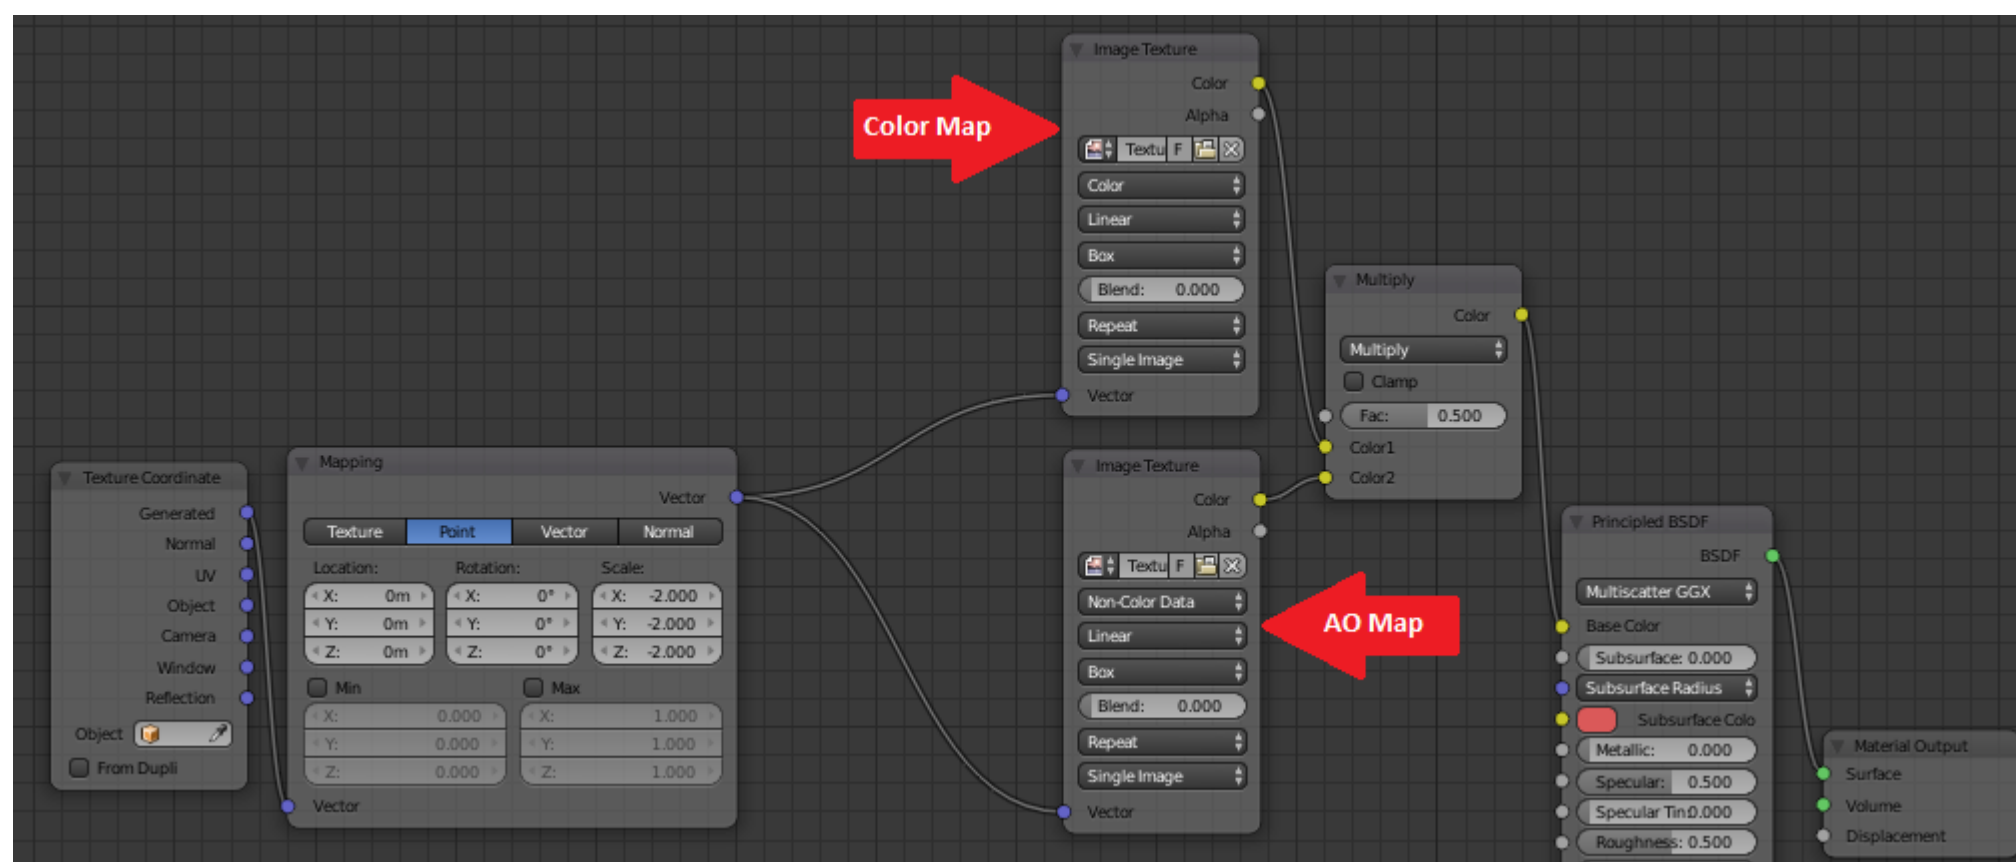 Image Texture
Color
Alpha
Color Map
Textu F
Color
Linear
Box
Blend: 0.000
Repeat
Single Image
Vector
Multiply
Color
Multiply
Clamp
Fac: 0.500
Color1
Color2
Texture Coordinate
Generated
Normal
UV
Object
Camera
Window
Reflection
Object
From Dupli
Mapping
Vector
Texture Point Vector Normal
Location: Rotation: Scale:
X: 0m X: 0° X: -2.000
Y: 0m Y: 0° Y: -2.000
Z: 0m Z: 0° Z: -2.000
Min Max
X: 0.000 X: 1.000
Y: 0.000 Y: 1.000
Z: 0.000 Z: 1.000
Vector
Image Texture
Color
Alpha
Textu F
Non-Color Data
AO Map
Linear
Box
Blend: 0.000
Repeat
Single Image
Vector
Principled BSDF
BSDF
Multiscatter GGX
Base Color
Subsurface: 0.000
Subsurface Radius
Subsurface Colo
Metallic: 0.000
Specular: 0.500
Specular Tin:0.000
Roughness: 0.500
Material Output
Surface
Volume
Displacement